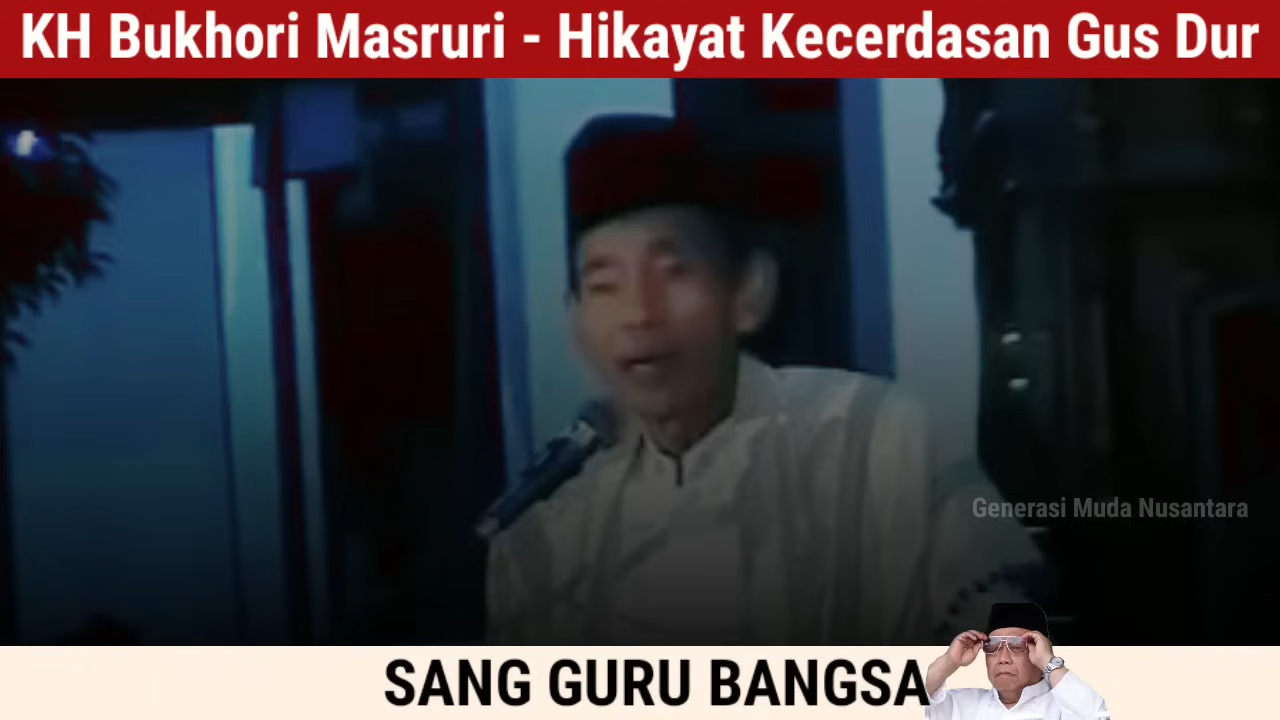 KH Bukhori Masruri - Hikayat Kecerdasan Gus Dur
Generasi Muda Nusantara
SANG GURU BANGSA